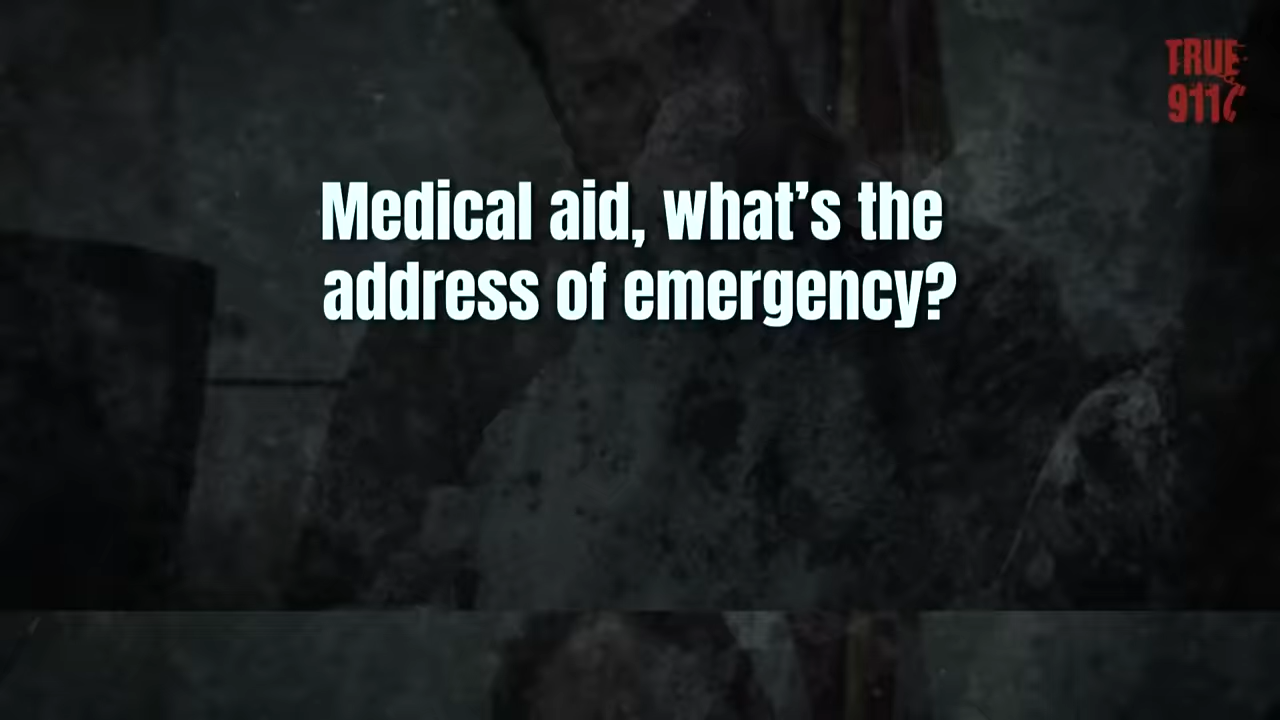 TRUE
911
Medical aid, what’s the
address of emergency?